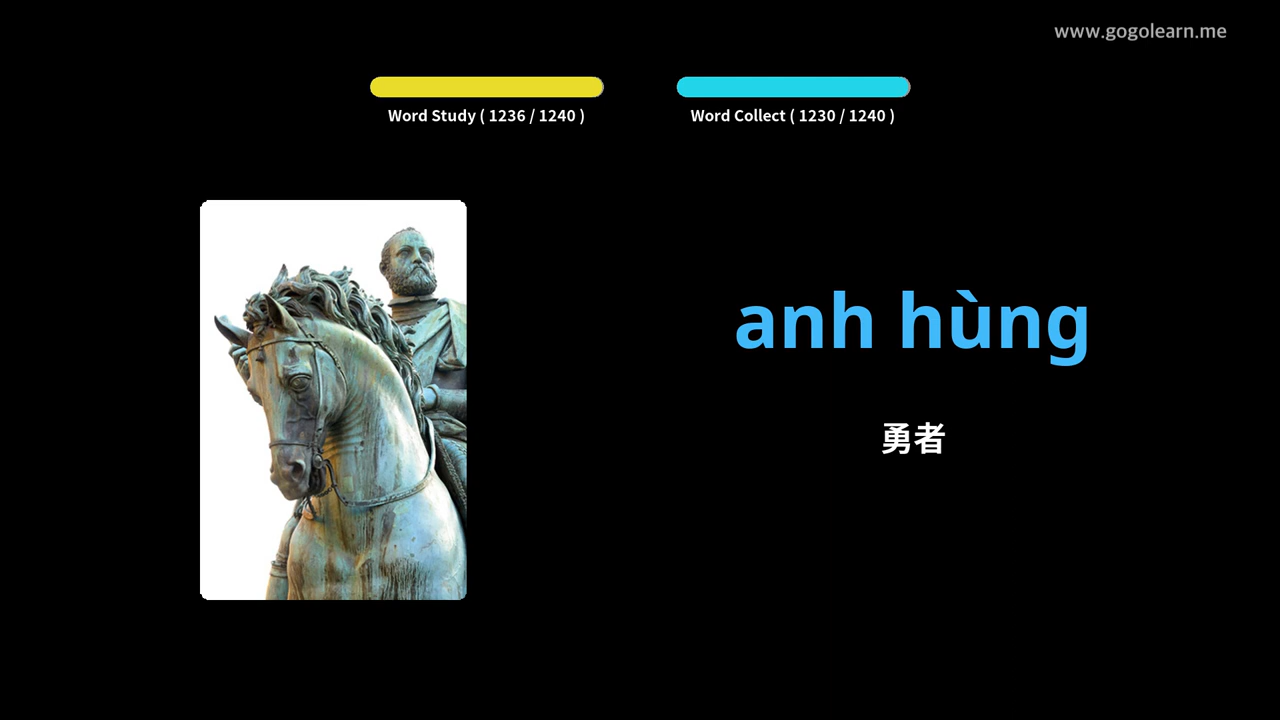 www.gogolearn.me
Word Study ( 1236 / 1240 )
Word Collect ( 1230 / 1240 )
anh hùng
勇者